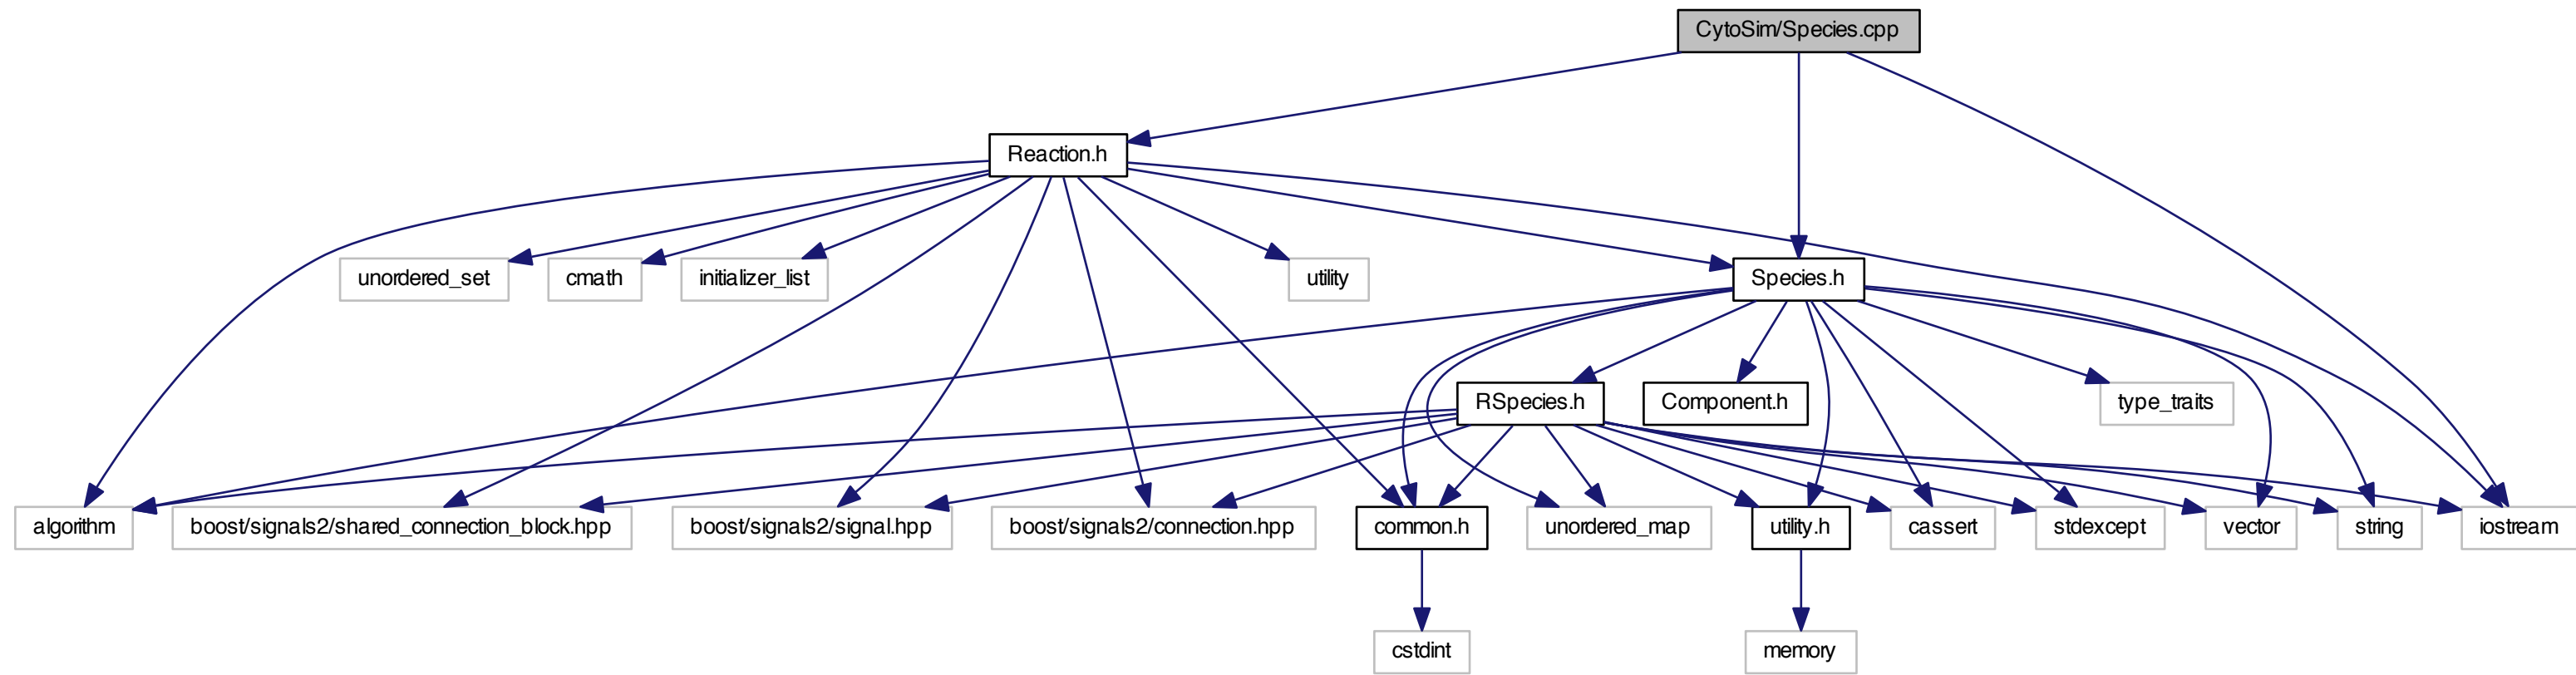 CytoSim/Species.cpp
Reaction.h
unordered_set
cmath
initializer_list
utility
Species.h
RSpecies.h
Component.h
type_traits
algorithm
boost/signals2/shared_connection_block.hpp
boost/signals2/signal.hpp
boost/signals2/connection.hpp
common.h
unordered_map
utility.h
cassert
stdexcept
vector
string
iostream
cstdint
memory